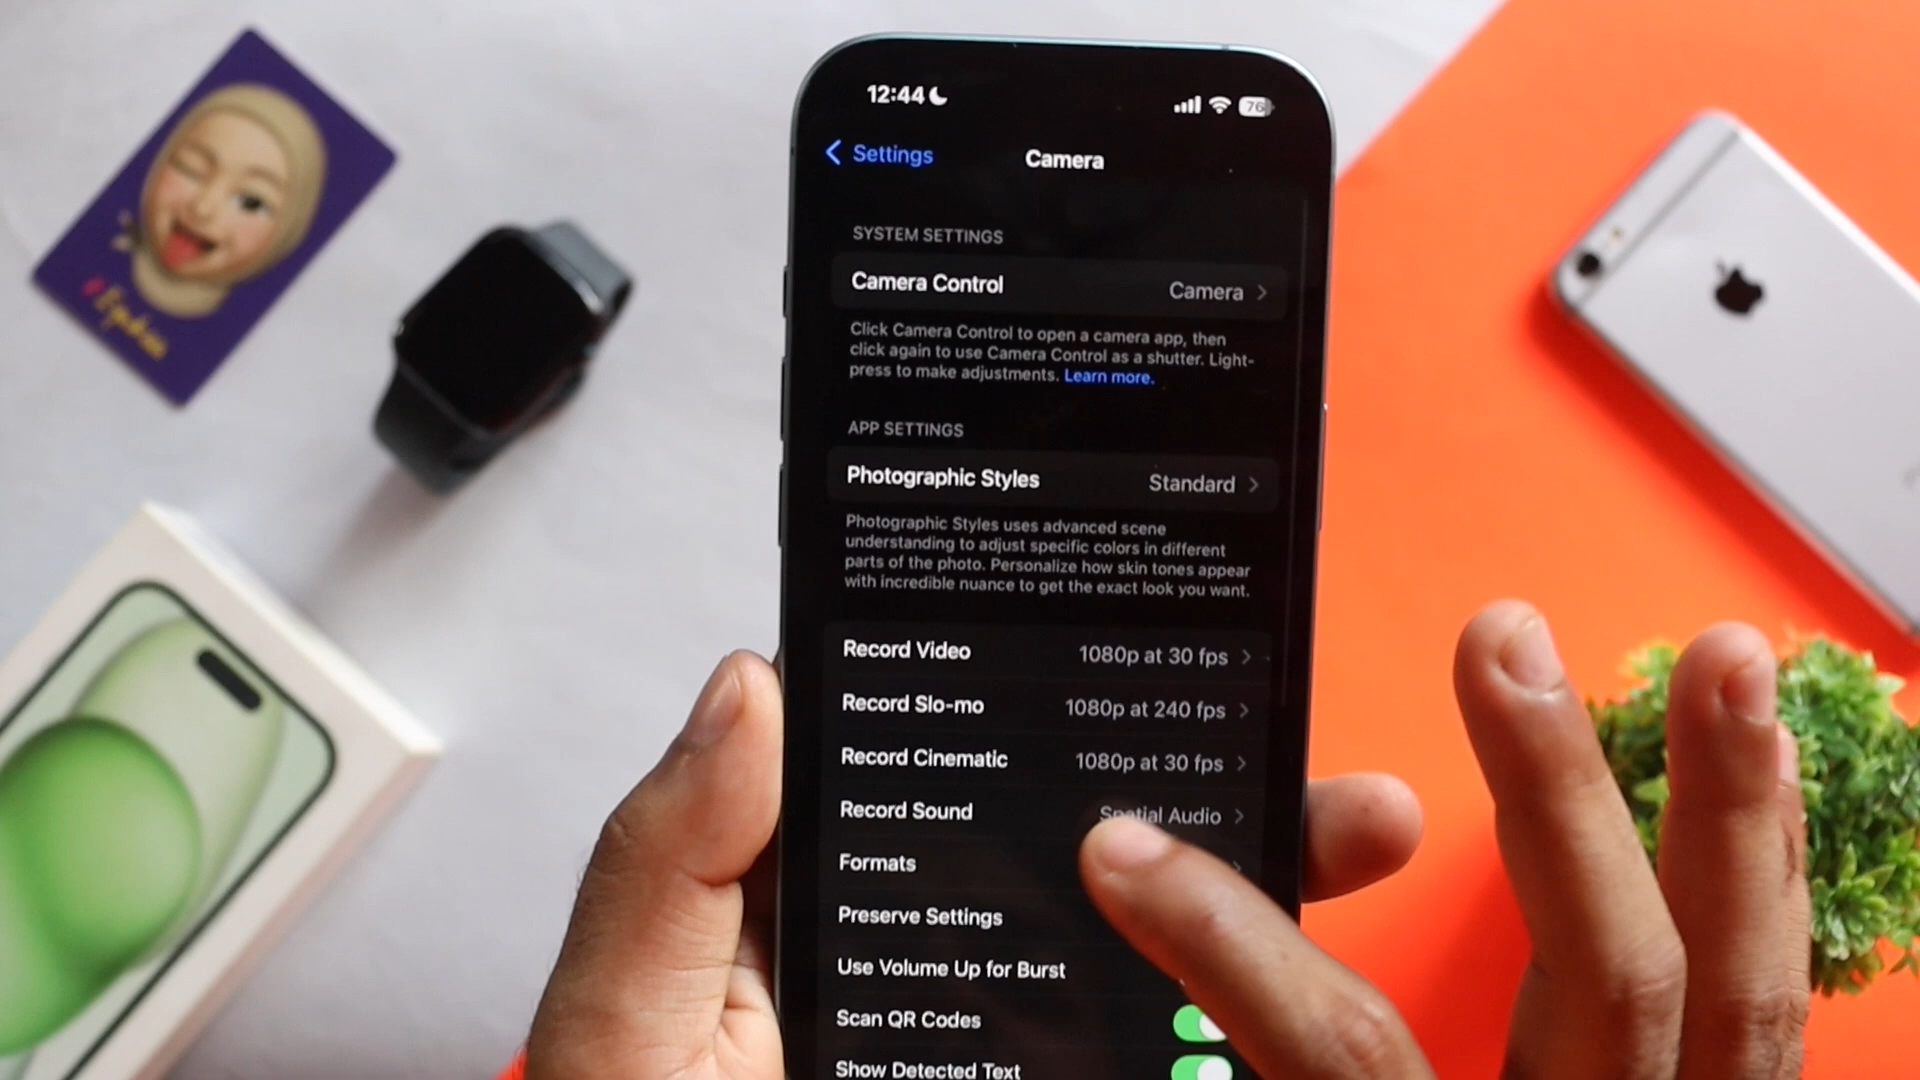 12:44
76
Settings
Camera
SYSTEM SETTINGS
Camera Control Camera
Click Camera Control to open a camera app, then
click again to use Camera Control as a shutter. Light-
press to make adjustments. Learn more.
APP SETTINGS
Photographic Styles Standard
Photographic Styles uses advanced scene
understanding to adjust specific colors in different
parts of the photo. Personalize how skin tones appear
with incredible nuance to get the exact look you want.
Record Video 1080p at 30 fps
Record Slo-mo 1080p at 240 fps
Record Cinematic 1080p at 30 fps
Record Sound Spatial Audio
Formats
Preserve Settings
Use Volume Up for Burst
Scan QR Codes
Show Detected Text